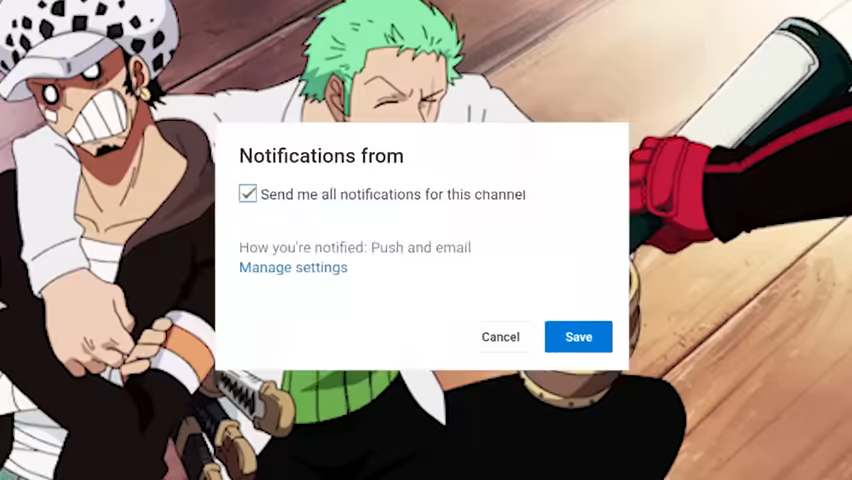 Notifications from
Send me all notifications for this channel
How you're notified: Push and email
Manage settings
Cancel
Save